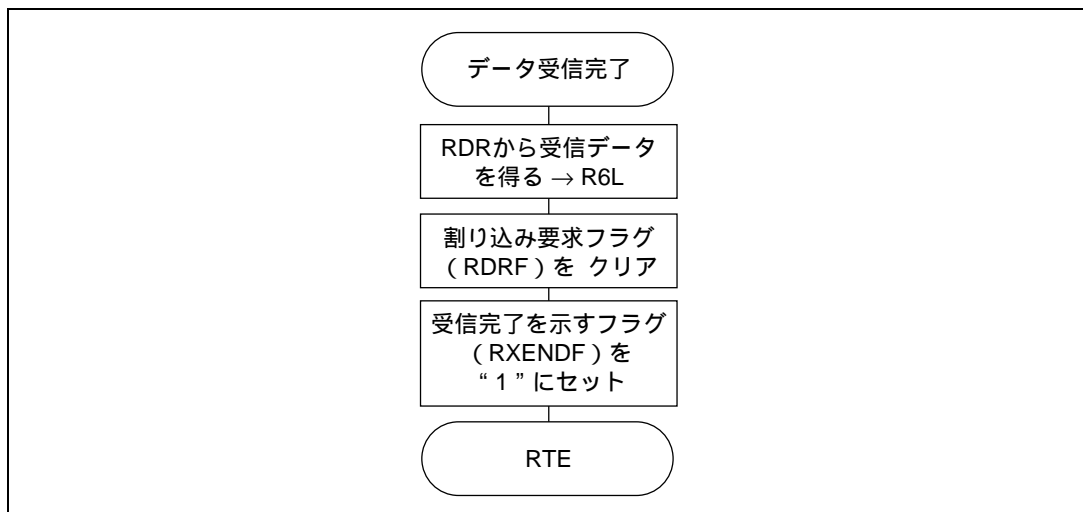 データ受信完了
RDRから受信データ
を得る → R6L
割り込み要求フラグ
（RDRF）を クリア
受信完了を示すフラグ
（RXENDF）を
“1”にセット
RTE